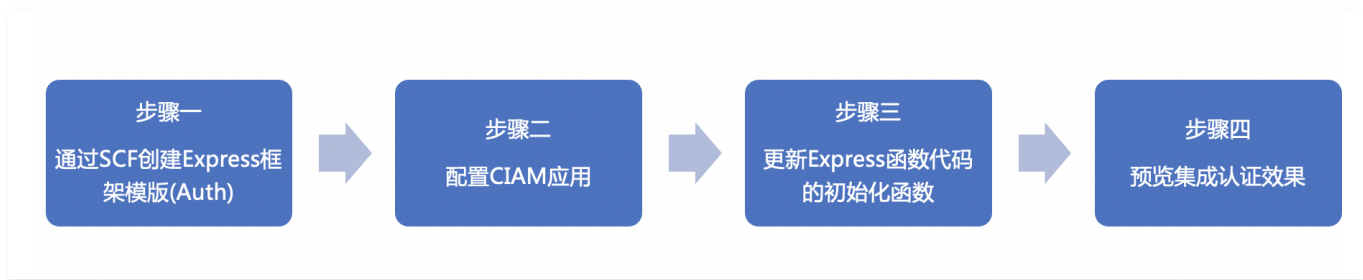 步骤一
通过SCF创建Express框
架模版(Auth)
步骤二
配置CIAM应用
步骤三
更新Express函数代码
的初始化函数
步骤四
预览集成认证效果